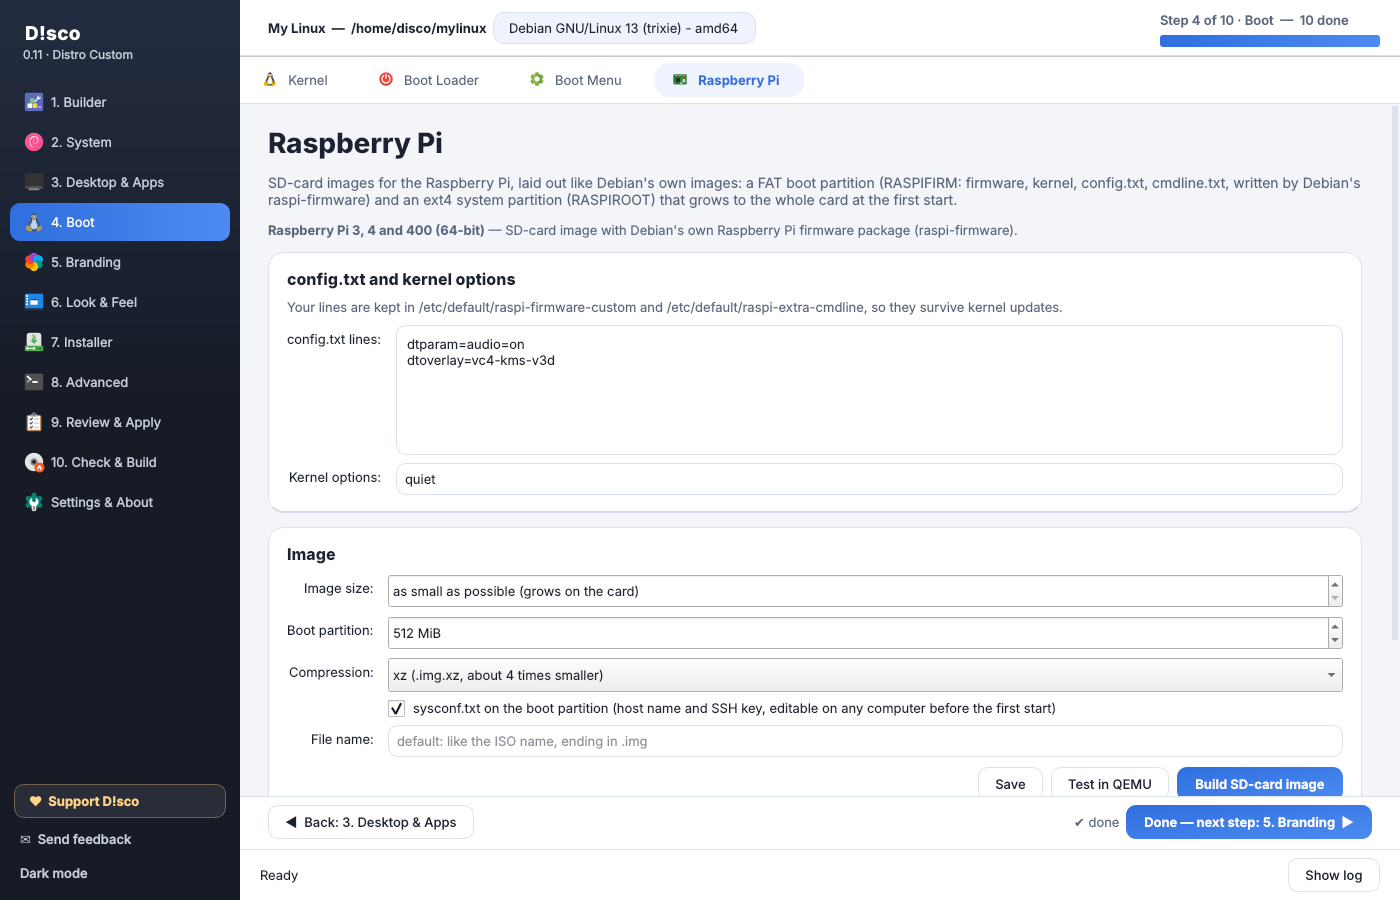 D!sco
0.11 · Distro Custom
1. Builder
2. System
3. Desktop & Apps
4. Boot
5. Branding
6. Look & Feel
7. Installer
8. Advanced
9. Review & Apply
10. Check & Build
Settings & About
♥ Support D!sco
✉ Send feedback
Dark mode
My Linux — /home/disco/mylinux
Debian GNU/Linux 13 (trixie) - amd64
Step 4 of 10 · Boot — 10 done
Kernel
Boot Loader
Boot Menu
Raspberry Pi
Raspberry Pi
SD-card images for the Raspberry Pi, laid out like Debian's own images: a FAT boot partition (RASPIFIRM: firmware, kernel, config.txt, cmdline.txt, written by Debian's
raspi-firmware) and an ext4 system partition (RASPIROOT) that grows to the whole card at the first start.
Raspberry Pi 3, 4 and 400 (64-bit) — SD-card image with Debian's own Raspberry Pi firmware package (raspi-firmware).
config.txt and kernel options
Your lines are kept in /etc/default/raspi-firmware-custom and /etc/default/raspi-extra-cmdline, so they survive kernel updates.
config.txt lines:
dtparam=audio=on
dtoverlay=vc4-kms-v3d
Kernel options:
quiet
Image
Image size:
as small as possible (grows on the card)
Boot partition:
512 MiB
Compression:
xz (.img.xz, about 4 times smaller)
sysconf.txt on the boot partition (host name and SSH key, editable on any computer before the first start)
File name:
default: like the ISO name, ending in .img
Save
Test in QEMU
Build SD-card image
◀ Back: 3. Desktop & Apps
✔ done
Done — next step: 5. Branding ▶
Ready
Show log